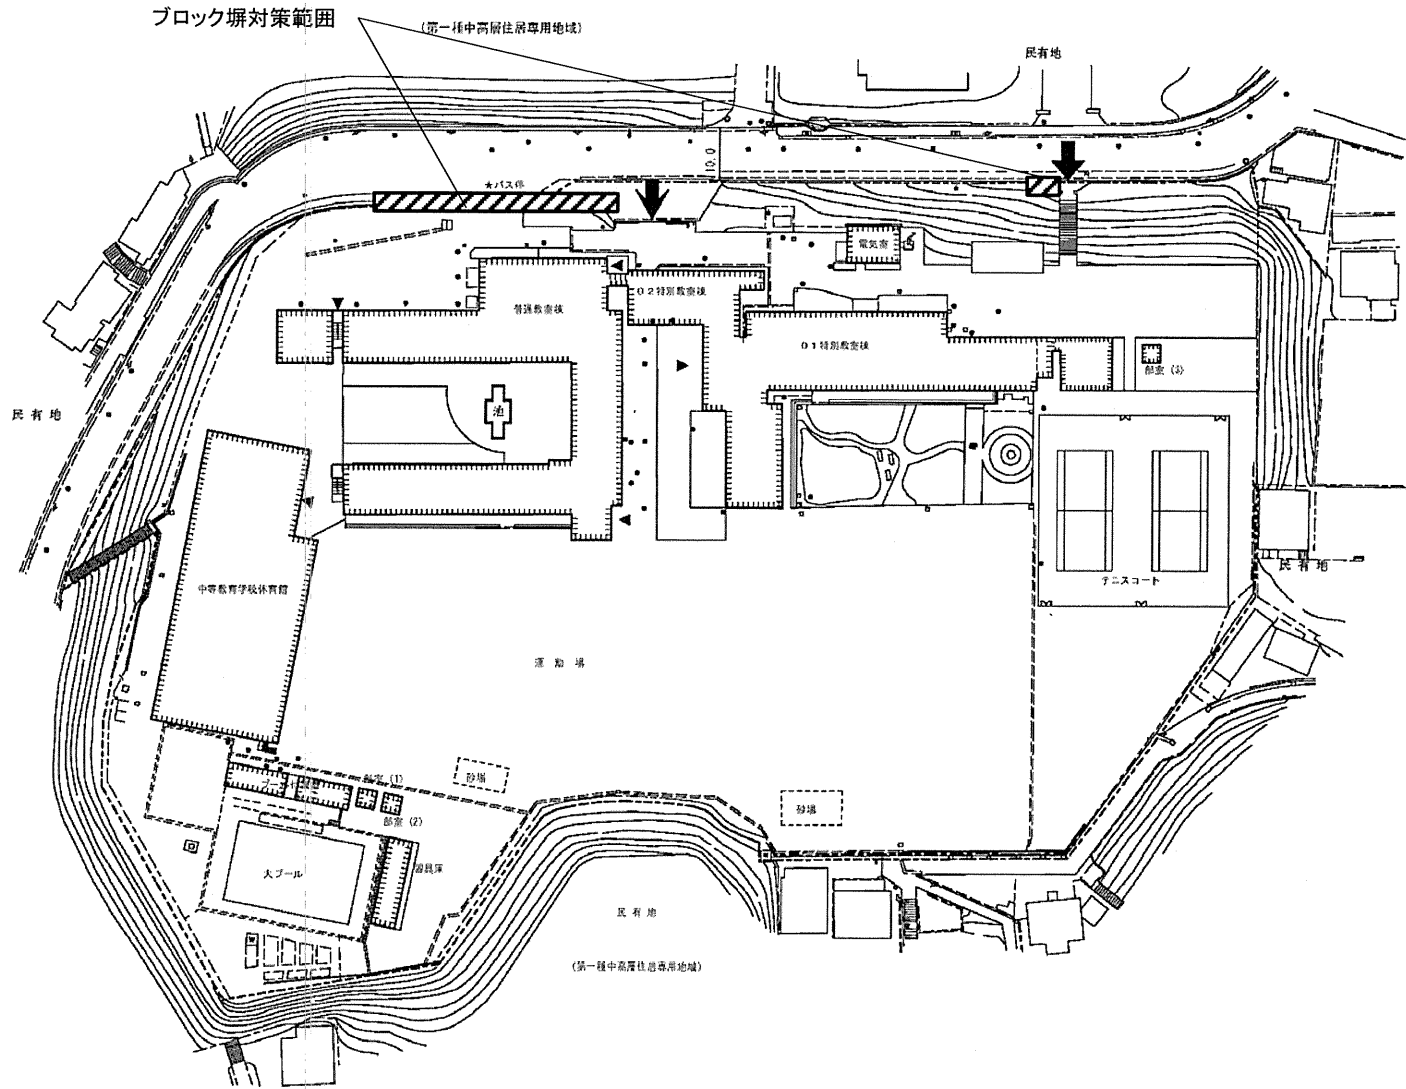 ブロック塀対策範囲
(第一種中高層住居専用地域)
民有地
10.0
★バス停
電気室
02特別教室棟
普通教室棟
01特別教室棟
部室(3)
池
民有地
民有地
テニスコート
中等教育学校体育館
運動場
砂場
部室(1)
砂場
部室(2)
大プール
器具庫
民有地
(第一種中高層住居専用地域)